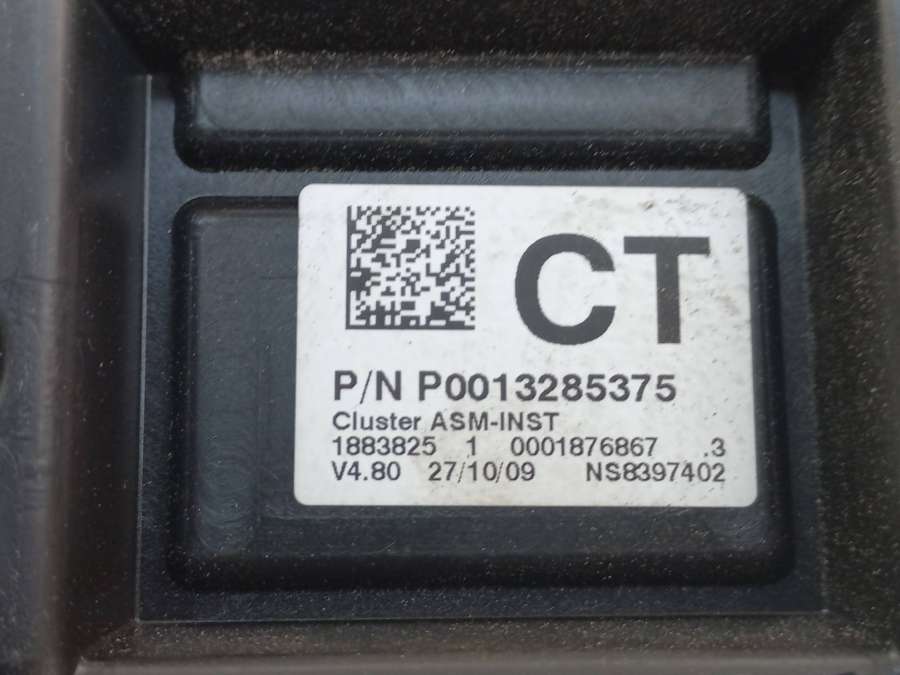 CT
P/N P0013285375
Cluster ASM-INST
1883825 1 0001876867 .3
V4.80 27/10/09 NS8397402